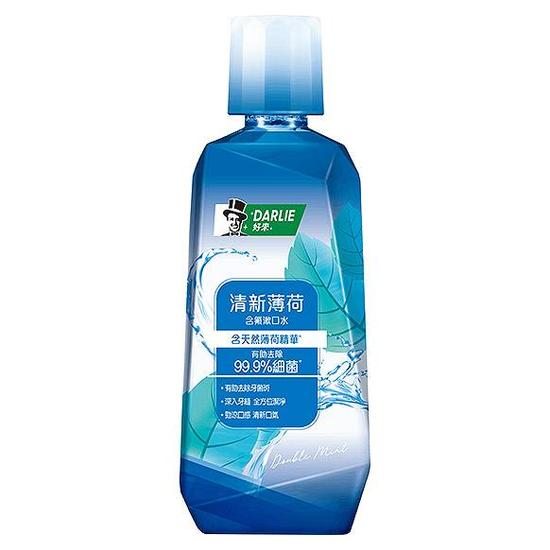 DARLIE
好來
清新薄荷
含氟漱口水
含天然薄荷精華^
有助去除
99.9%細菌*
•有助去除牙菌斑
•深入牙縫 全方位潔淨
•勁涼口感 清新口氣
Double Mint